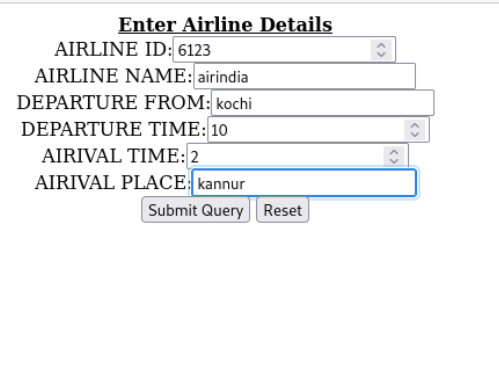 Enter Airline Details
AIRLINE ID: 6123
AIRLINE NAME: airindia
DEPARTURE FROM: kochi
DEPARTURE TIME: 10
AIRIVAL TIME: 2
AIRIVAL PLACE: kannur
Submit Query Reset